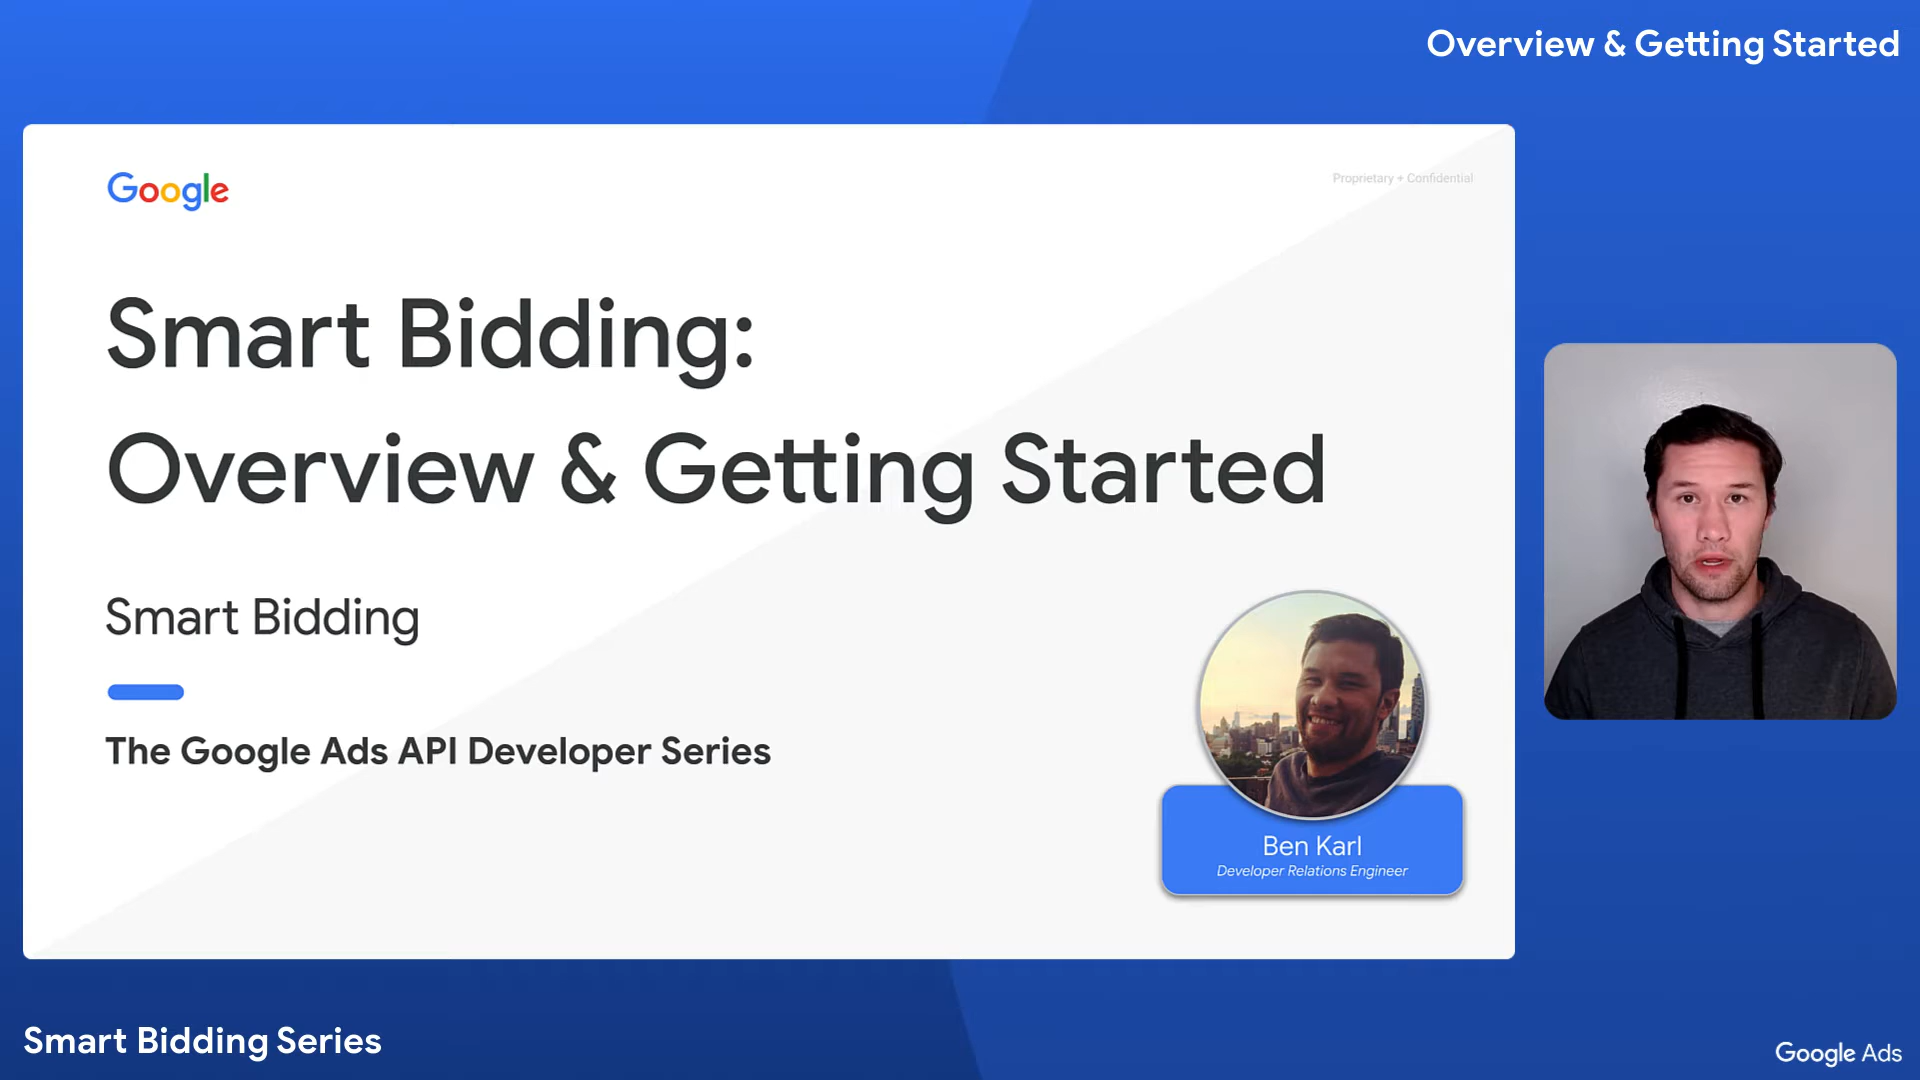 Overview & Getting Started
Google
Proprietary + Confidential
Smart Bidding:
Overview & Getting Started
Smart Bidding
The Google Ads API Developer Series
Ben Karl
Developer Relations Engineer
Smart Bidding Series
Google Ads